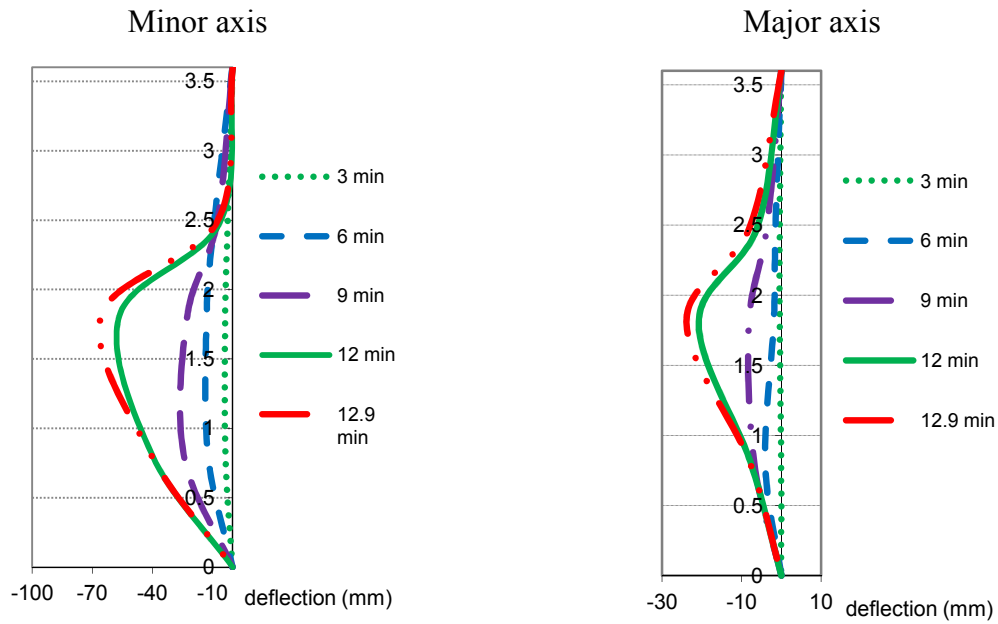 Minor axis
3.5
3
2.5
2
1.5
1
0.5
0
-100 -70 -40 -10
deflection (mm)
3 min
6 min
9 min
12 min
12.9
min
Major axis
3.5
3
2.5
2
1.5
1
0.5
0
-30 -10 10
deflection (mm)
3 min
6 min
9 min
12 min
12.9 min